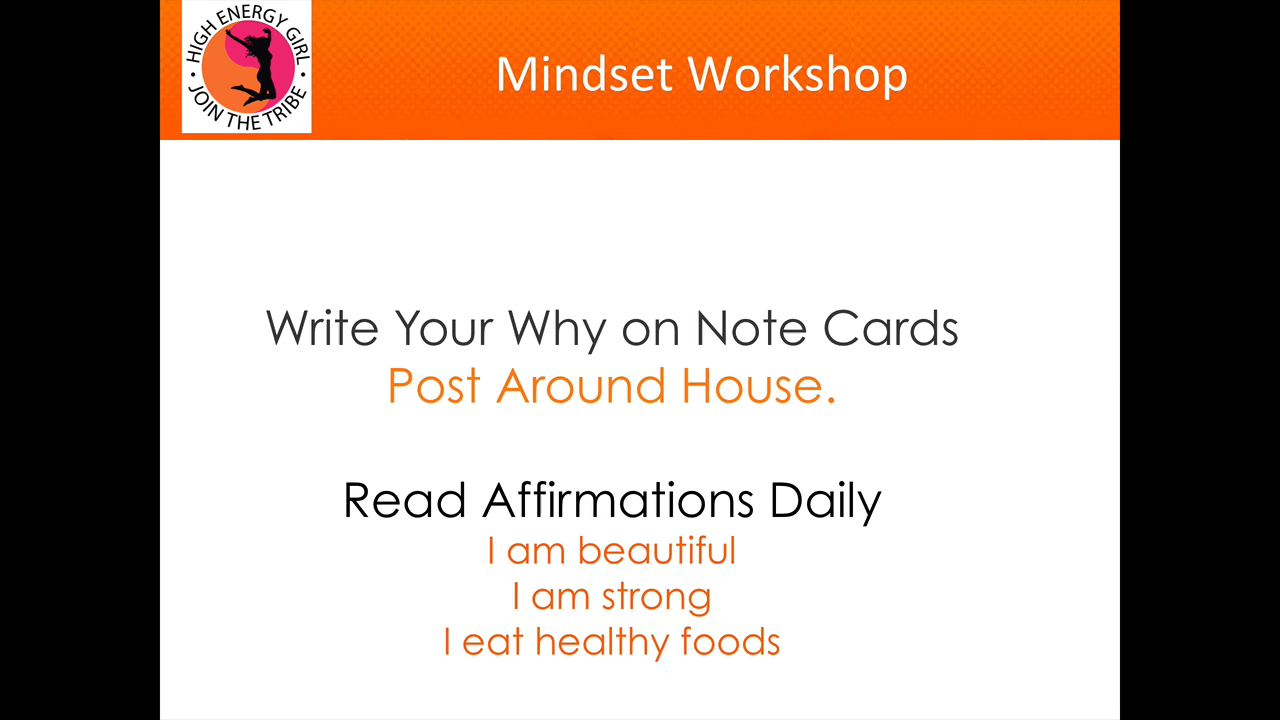 HIGH ENERGY GIRL
• JOIN THE TRIBE •
Mindset Workshop
Write Your Why on Note Cards
Post Around House.
Read Affirmations Daily
I am beautiful
I am strong
I eat healthy foods